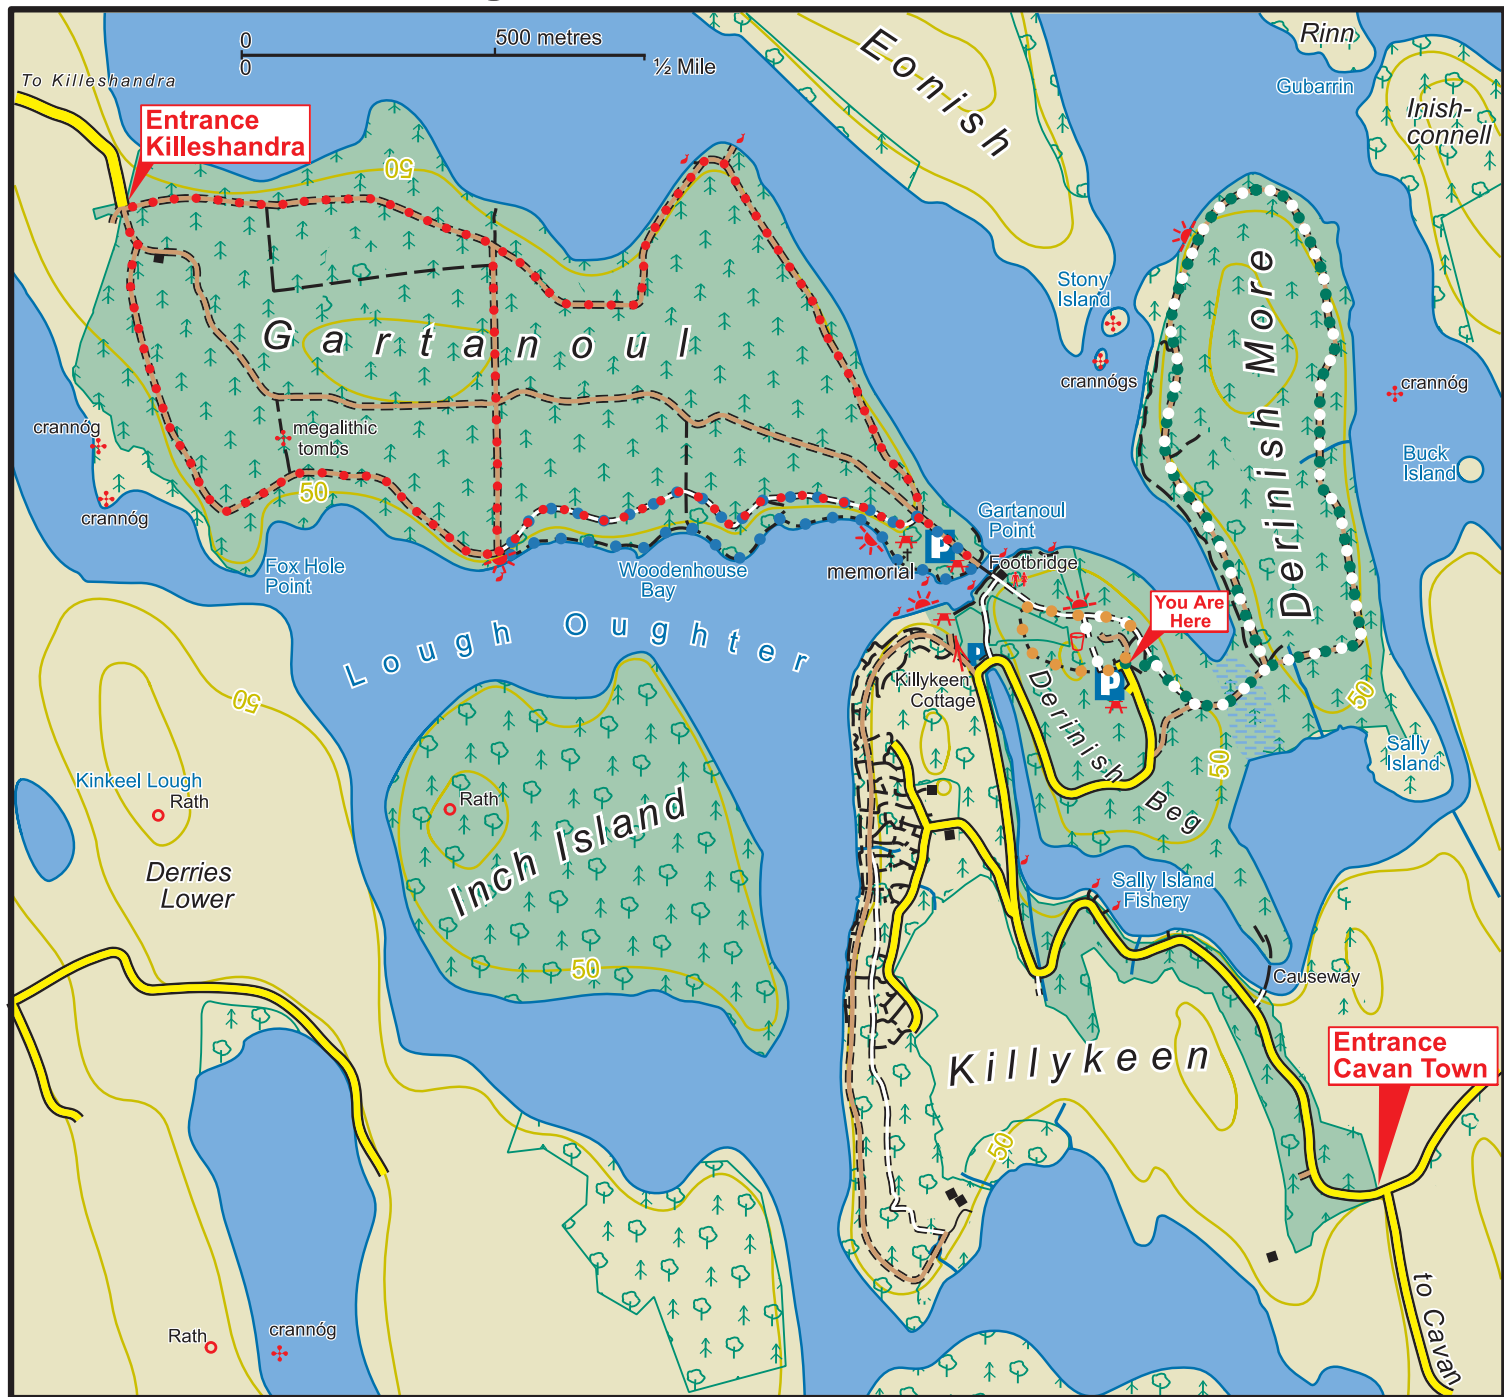 0
500 metres
0
½ Mile
To Killeshandra
Entrance
Killeshandra
50
Eonish
Rinn
Gubarrin
Inish-
connell
Stony
Island
crannógs
crannóg
Buck
Island
Derinish More
Gartanoul
megalithic
tombs
crannóg
crannóg
50
Fox Hole
Point
Woodenhouse
Bay
memorial
P
Gartanoul
Point
Footbridge
You Are
Here
Lough Oughter
P
P
Killykeen
Cottage
Derinish Beg
50
50
Sally
Island
50
Kinkeel Lough
Rath
Derries
Lower
Rath
Inch Island
50
Sally Island
Fishery
Causeway
Killykeen
Entrance
Cavan Town
50
to Cavan
Rath
crannóg